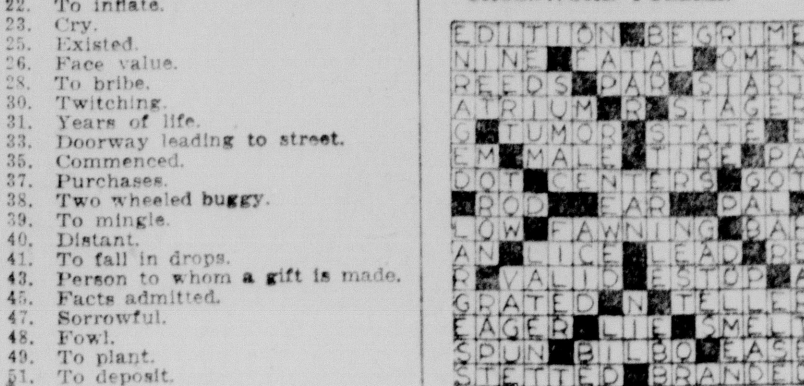 22. To inflate.
23. Cry.
25. Existed.
26. Face value.
28. To bribe.
30. Twitching.
31. Years of life.
33. Doorway leading to street.
35. Commenced.
37. Purchases.
38. Two wheeled buggy.
39. To mingle.
40. Distant.
41. To fall in drops.
43. Person to whom a gift is made.
45. Facts admitted.
47. Sorrowful.
48. Fowl.
49. To plant.
51. To deposit.
EDITION BEGRIME
NINE FATAL OMEN
REEDS PAR START
ATRIUM R STAGE
G TUMOR STATE
EM MALE TIRE PA
DOT CENTERS GOT
ROD EAR PAL
LOW FAWNING BA
AN LICE LEAD RE
R VALID ESTOP A
GRATED N TELLE
EAGER LIE SME
SPUN BILBO EASE
STETTED BRANDE